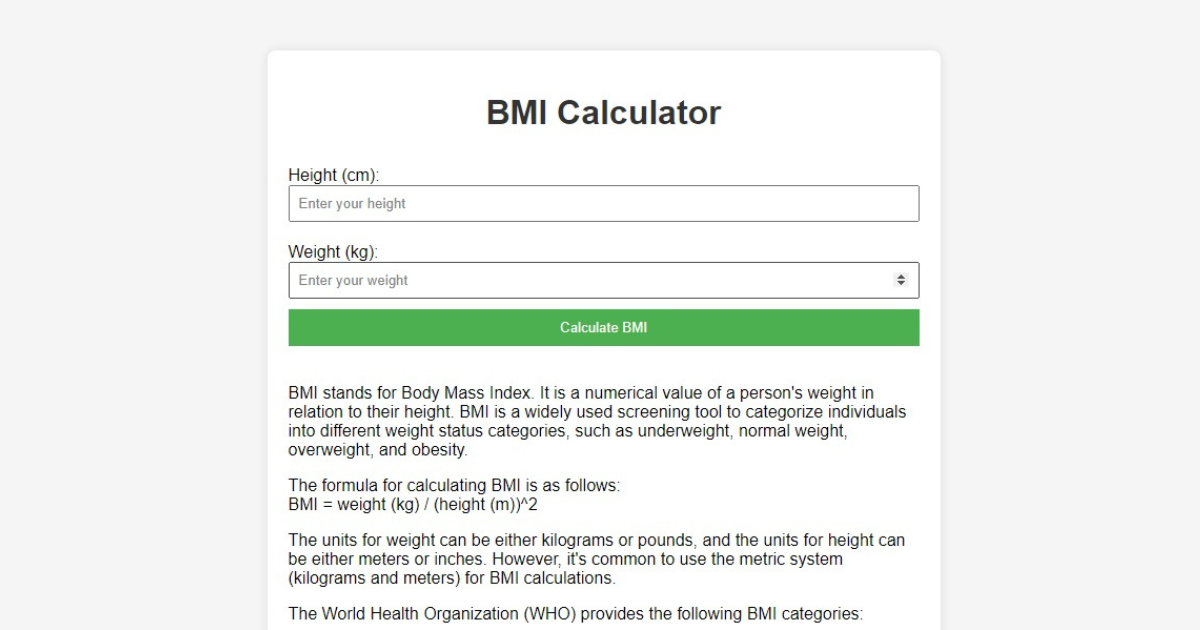 BMI Calculator
Height (cm):
Enter your height
Weight (kg):
Enter your weight
Calculate BMI
BMI stands for Body Mass Index. It is a numerical value of a person's weight in
relation to their height. BMI is a widely used screening tool to categorize individuals
into different weight status categories, such as underweight, normal weight,
overweight, and obesity.
The formula for calculating BMI is as follows:
BMI = weight (kg) / (height (m))^2
The units for weight can be either kilograms or pounds, and the units for height can
be either meters or inches. However, it's common to use the metric system
(kilograms and meters) for BMI calculations.
The World Health Organization (WHO) provides the following BMI categories: